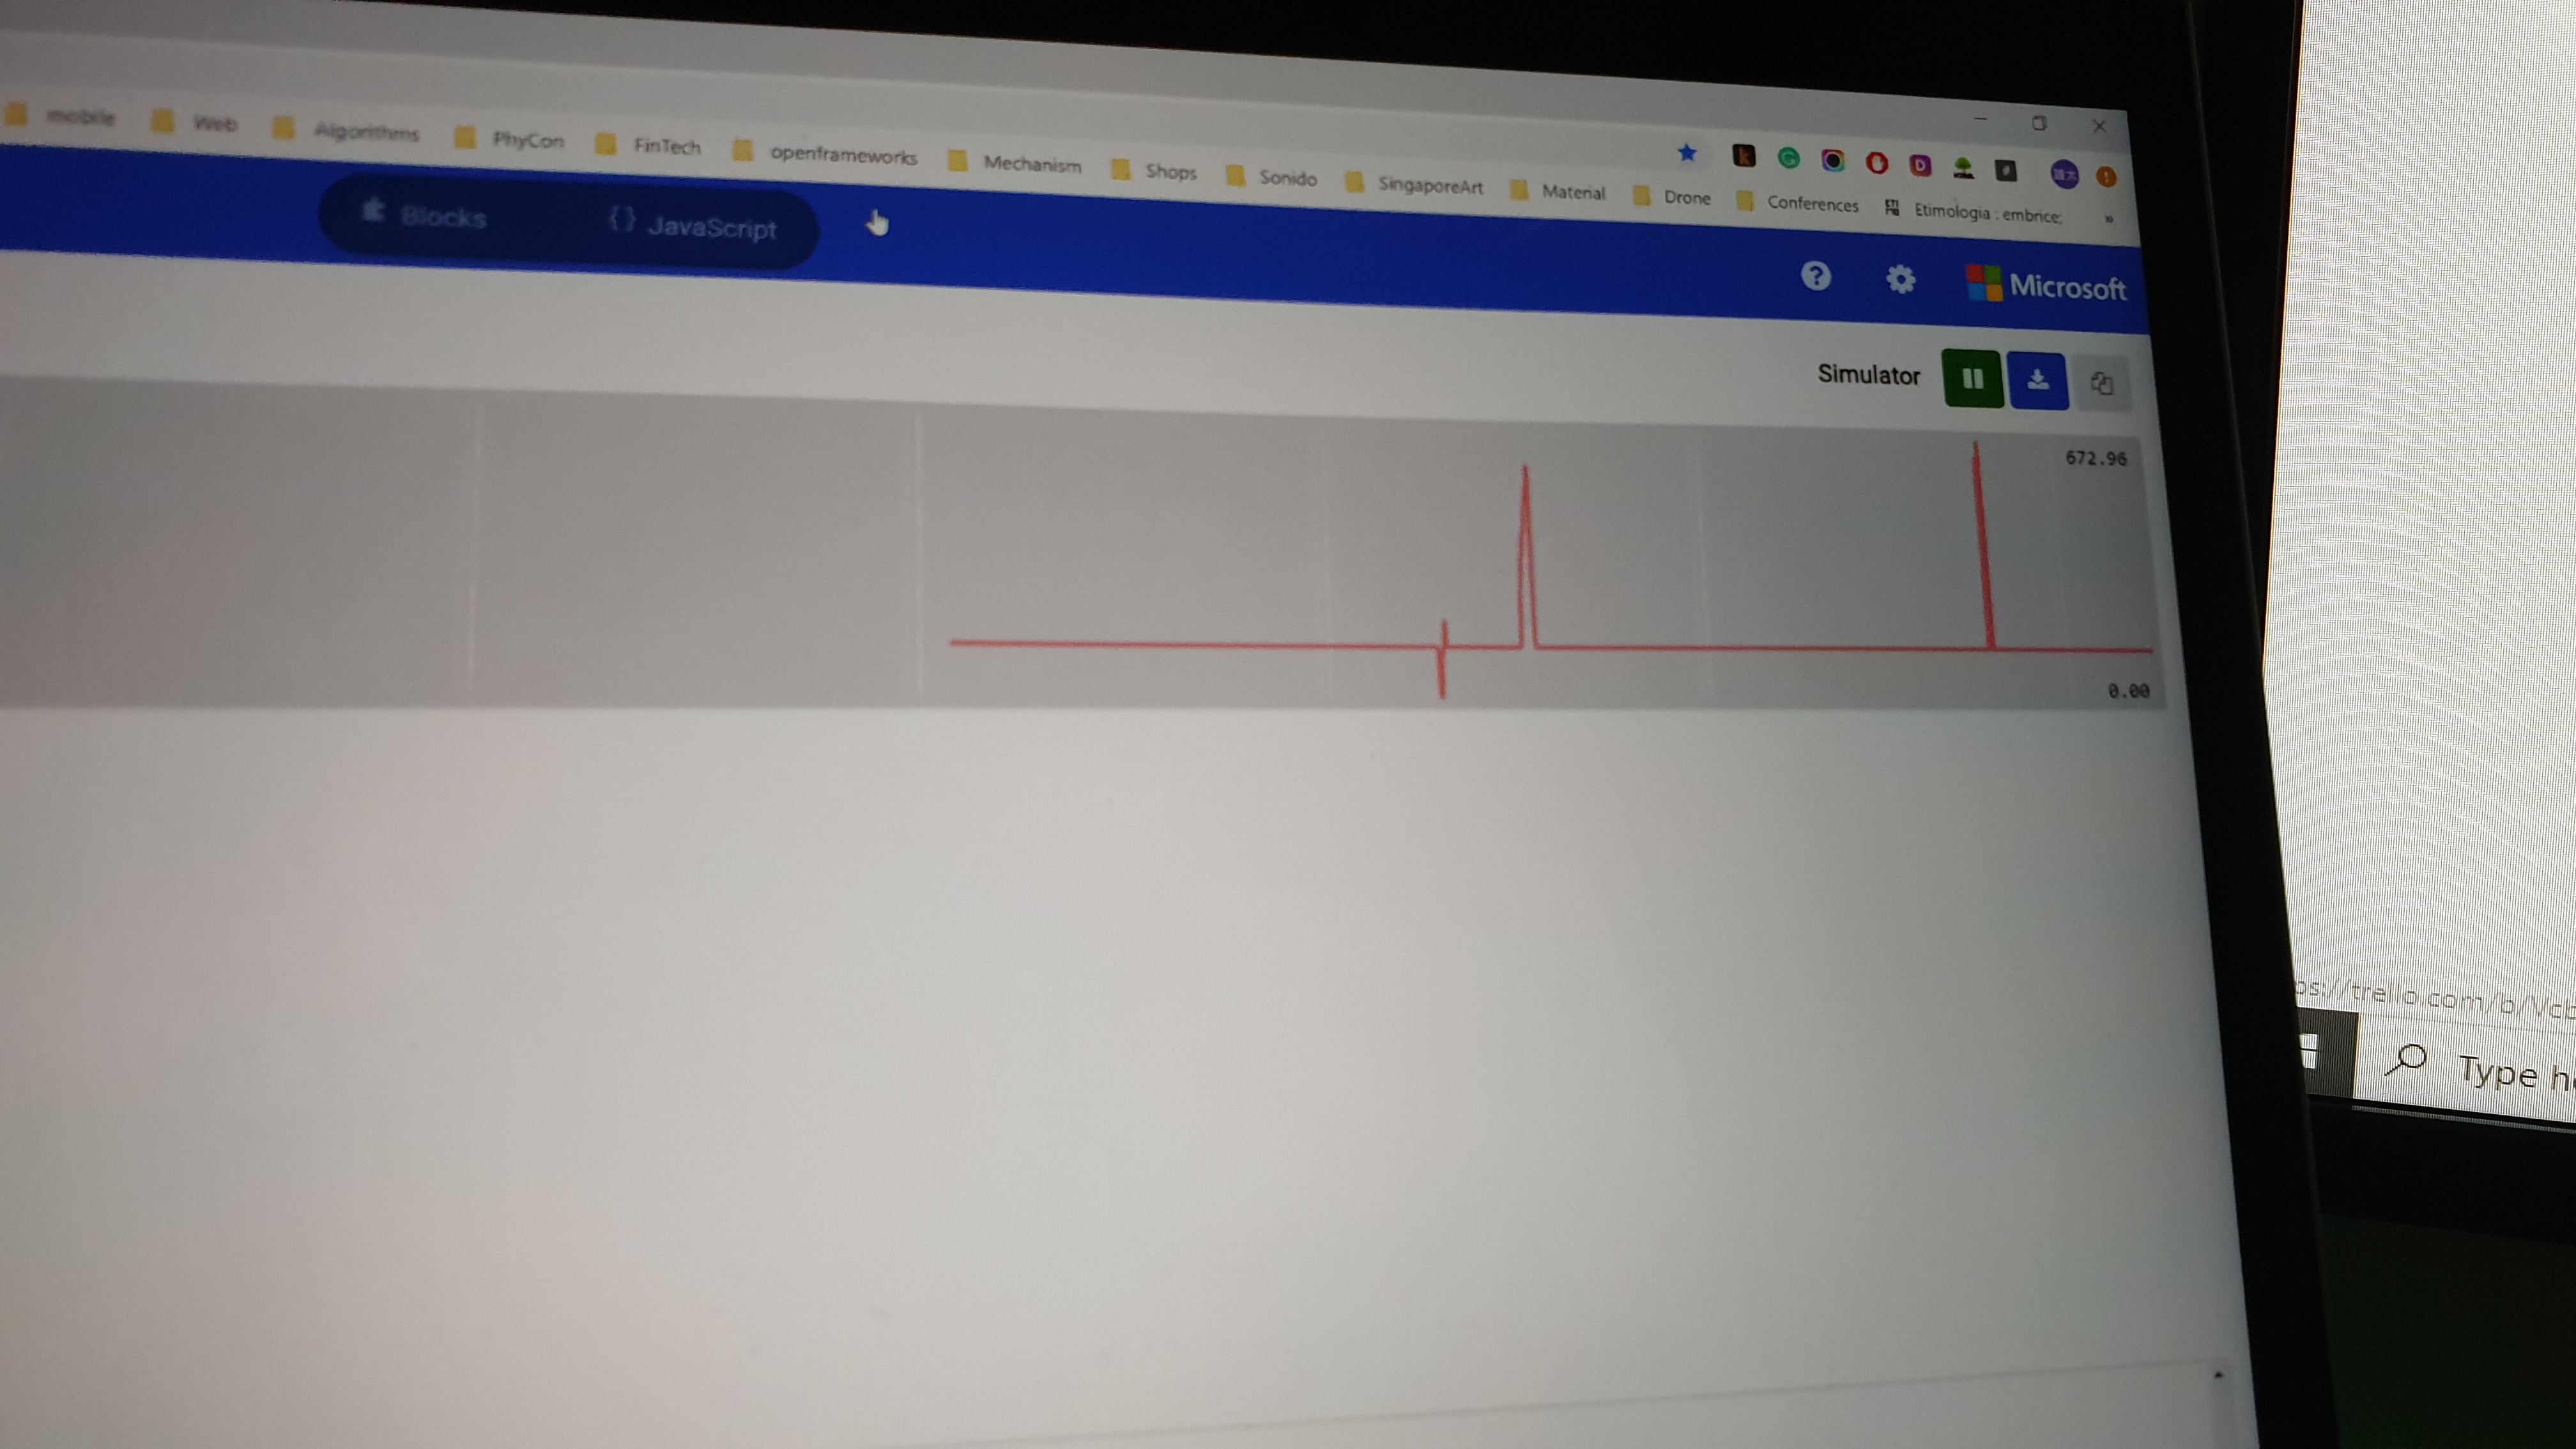 mobile Web Algorithms PhyCon FinTech openframeworks Mechanism Shops Sonido SingaporeArt Material Drone Conferences Etimologia : embrice; »
Blocks {} JavaScript
? Microsoft
Simulator
672.96
0.00
ps://trello.com/b/Vcb
Type h